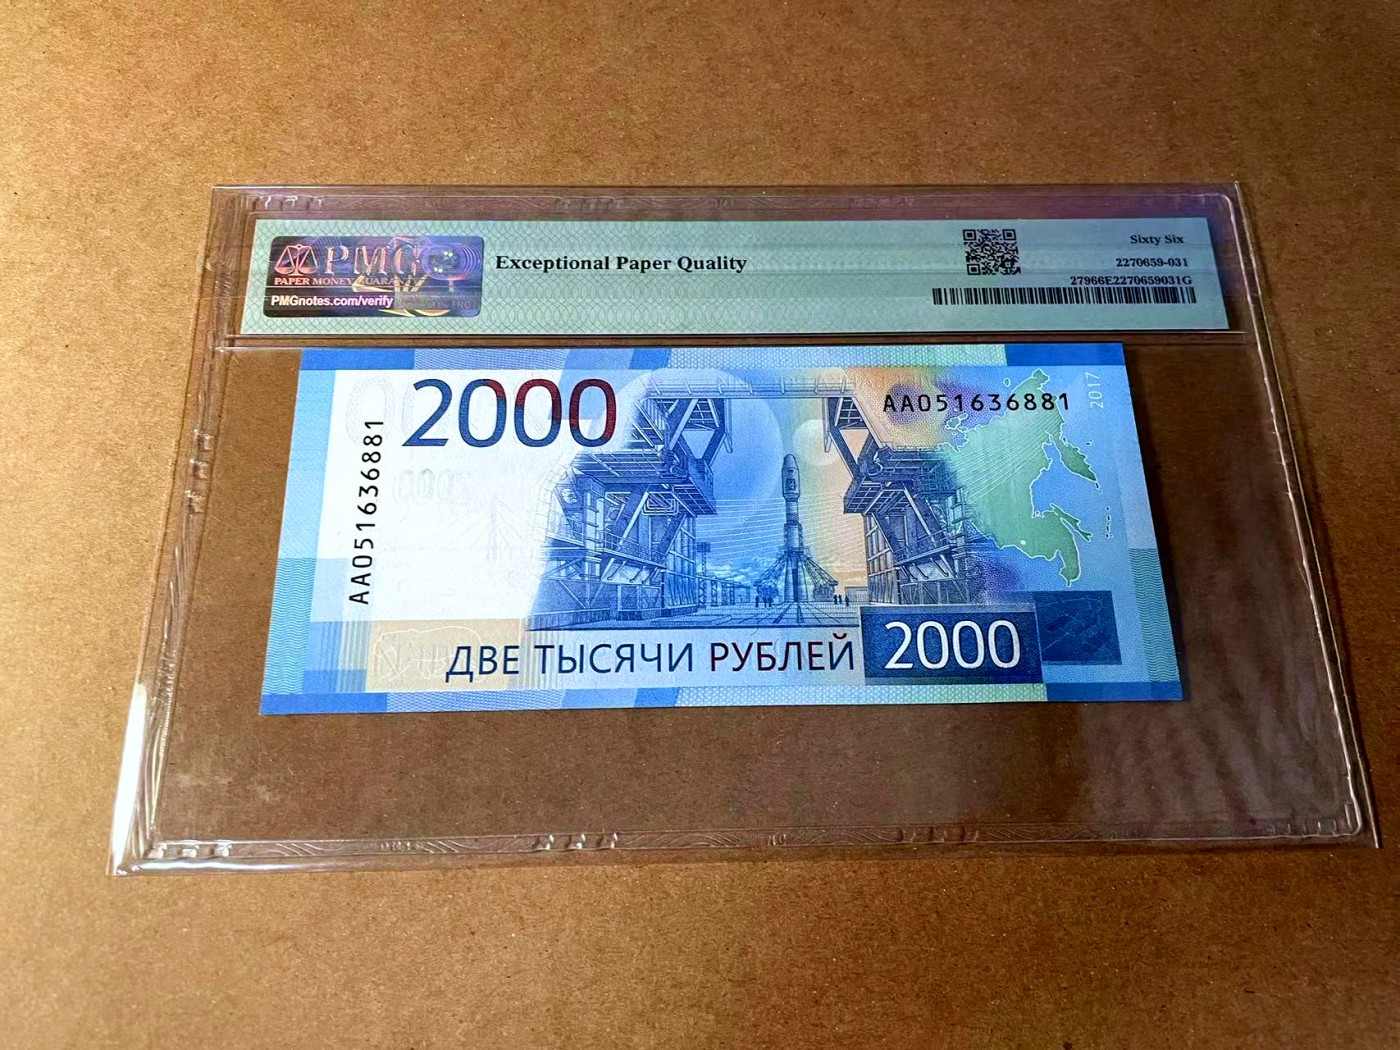 PMG
PAPER MONEY GUARANTY
PMGnotes.com/verify
Exceptional Paper Quality
Sixty Six
2270659-031
27966E2270659031G
2000
АА051636881
2017
АА051636881
ДВЕ ТЫСЯЧИ РУБЛЕЙ
2000